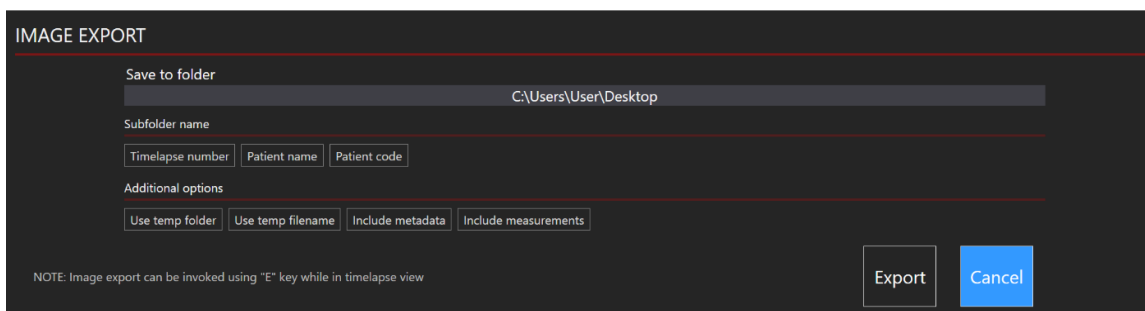 IMAGE EXPORT
Save to folder
C:\Users\User\Desktop
Subfolder name
Timelapse number Patient name Patient code
Additional options
Use temp folder Use temp filename Include metadata Include measurements
NOTE: Image export can be invoked using "E" key while in timelapse view
Export Cancel